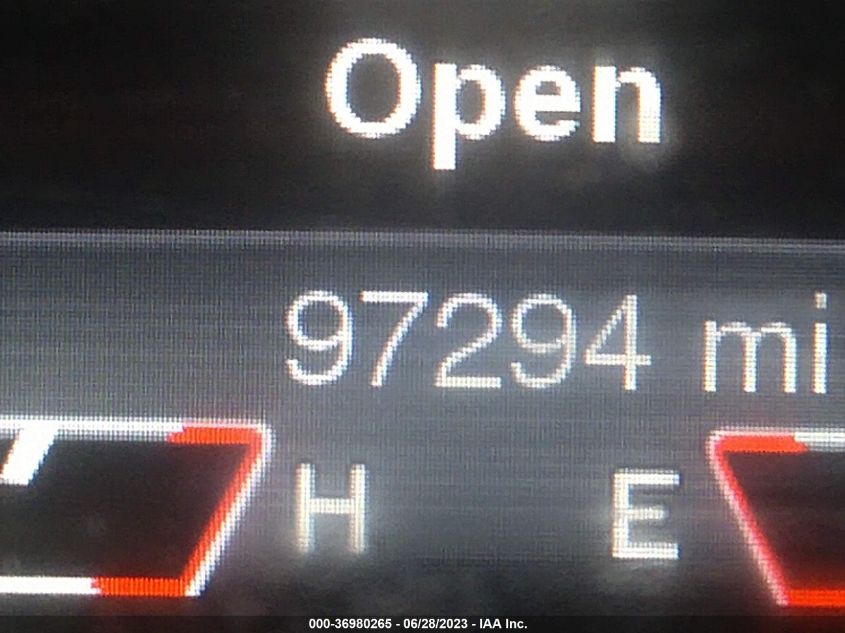 Open
97294 mi
H E
000-36980265 - 06/28/2023 - IAA Inc.